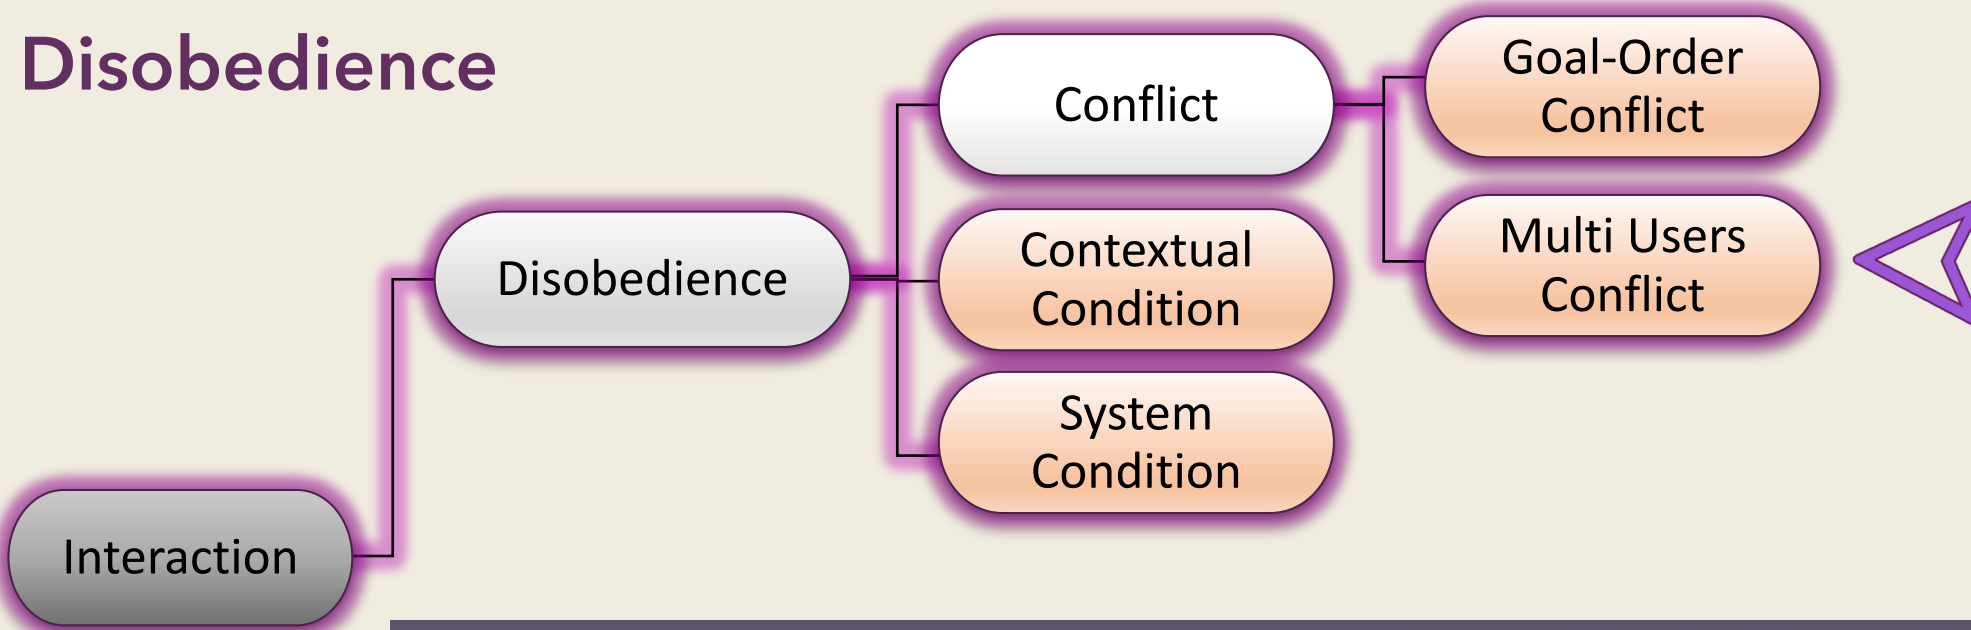 Disobedience
Conflict
Goal-Order
Conflict
Multi Users
Conflict
Disobedience
Contextual
Condition
System
Condition
Interaction